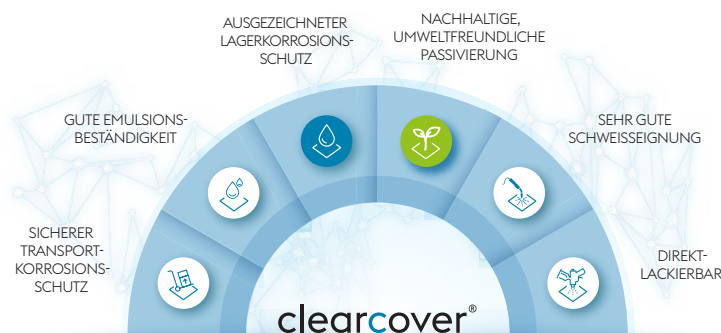 NACHHALTIGE,
UMWELTFREUNDLICHE
PASSIVIERUNG
AUSGEZEICHNETER
LAGERKORROSIONS-
SCHUTZ
GUTE EMULSIONS-
BESTÄNDIGKEIT
SEHR GUTE
SCHWEISSEIGNUNG
SICHERER
TRANSPORT-
KORROSIONS-
SCHUTZ
DIREKT-
LACKIERBAR
clearcover®